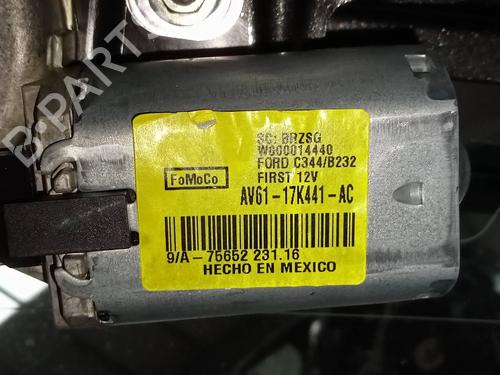 SC: BRZSG
W000014440
FORD C344/B232
FIRST 12V
FoMoCo
AV61-17K441-AC
9/A-75652 231.16
HECHO EN MEXICO
B-PARTS